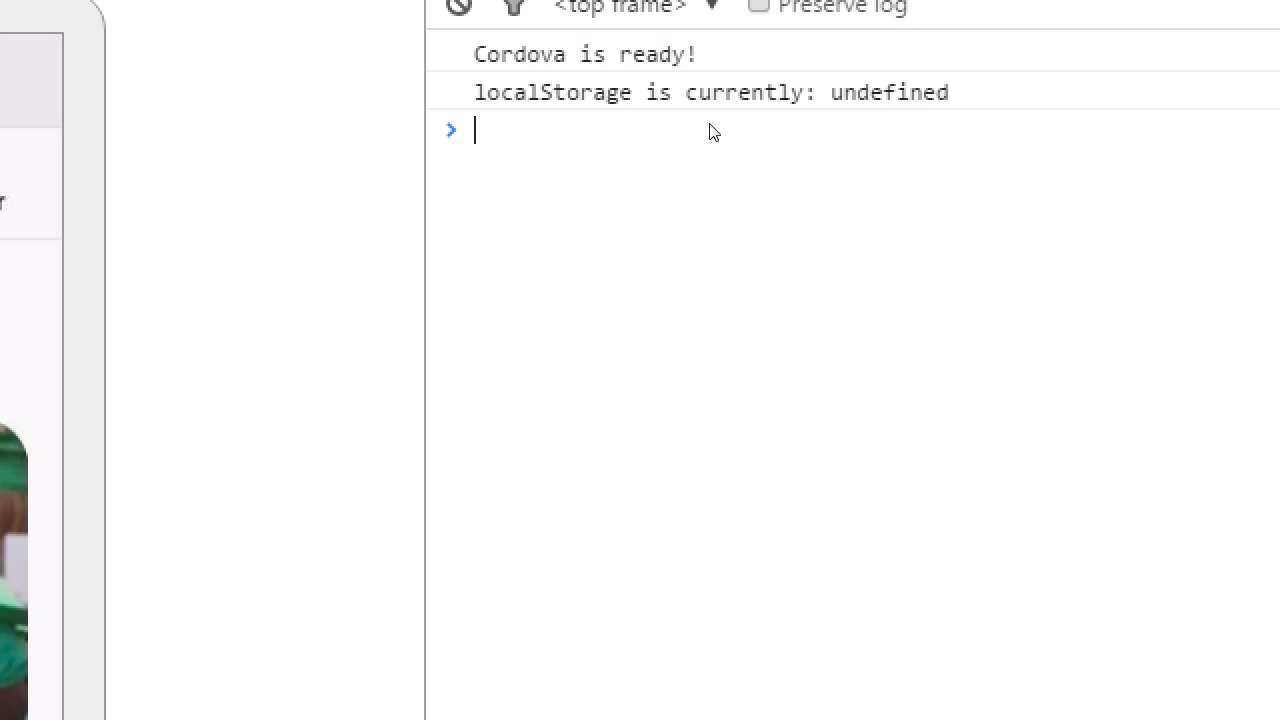 <top frame> ▼ Preserve log
Cordova is ready!
localStorage is currently: undefined
>
r